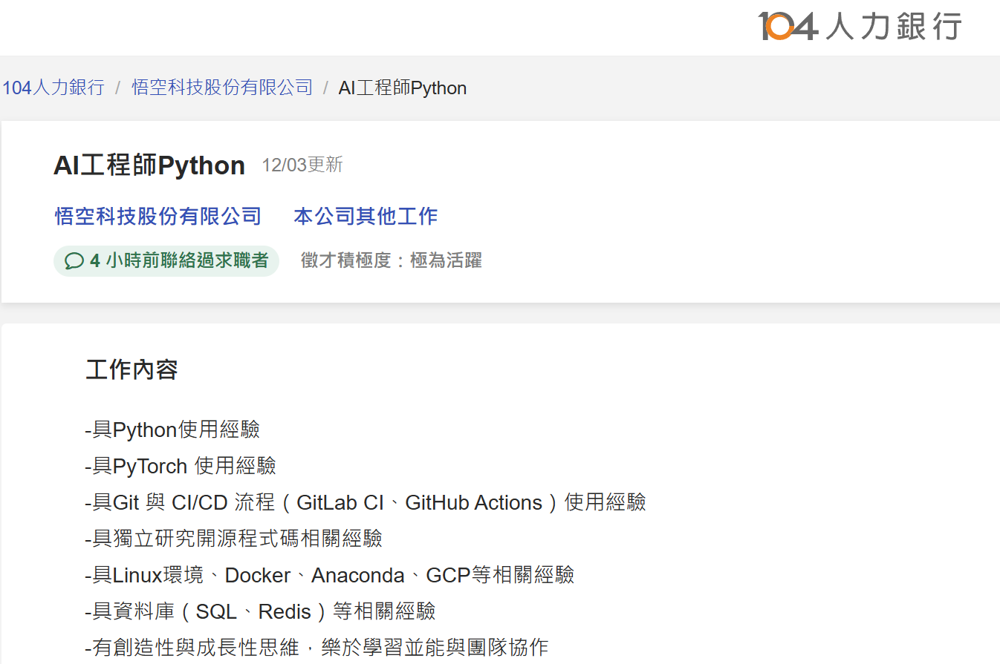 104人力銀行
104人力銀行 / 悟空科技股份有限公司 / AI工程師Python
AI工程師Python 12/03更新
悟空科技股份有限公司 本公司其他工作
4 小時前聯絡過求職者 徵才積極度：極為活躍
工作內容
-具Python使用經驗
-具PyTorch 使用經驗
-具Git 與 CI/CD 流程（GitLab CI、GitHub Actions）使用經驗
-具獨立研究開源程式碼相關經驗
-具Linux環境、Docker、Anaconda、GCP等相關經驗
-具資料庫（SQL、Redis）等相關經驗
-有創造性與成長性思維，樂於學習並能與團隊協作